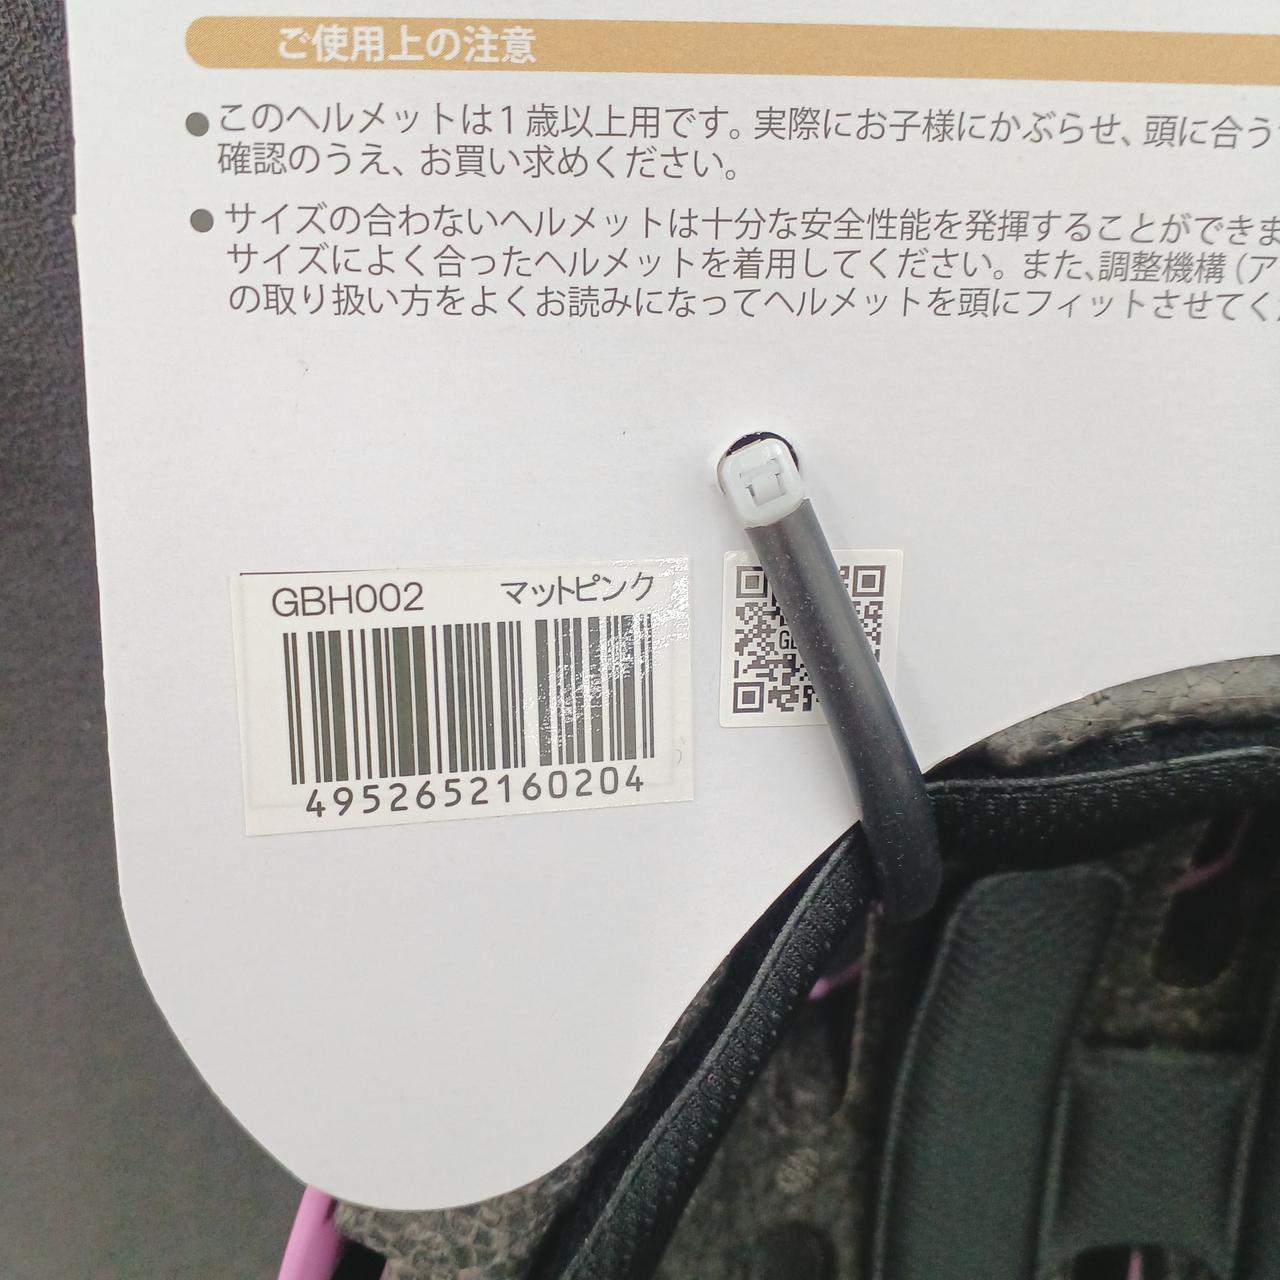 ご使用上の注意
●このヘルメットは1歳以上用です。実際にお子様にかぶらせ、頭に合う
確認のうえ、お買い求めください。
●サイズの合わないヘルメットは十分な安全性能を発揮することができま
サイズによく合ったヘルメットを着用してください。また、調整機構(ア
の取り扱い方をよくお読みになってヘルメットを頭にフィットさせてく
GBH002 マットピンク
4952652160204